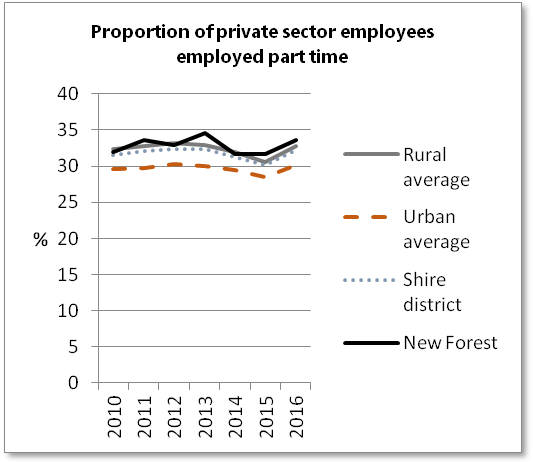 Proportion of private sector employees
employed part time
40
35
30
25
20
15
10
5
0
%
2010
2011
2012
2013
2014
2015
2016
Rural
average
Urban
average
Shire
district
New Forest